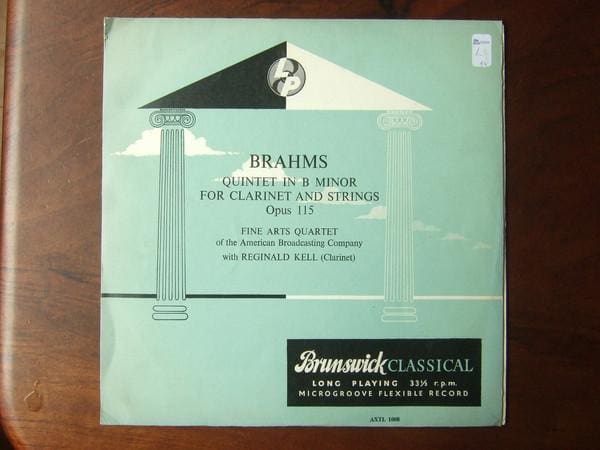 LP
BRAHMS
QUINTET IN B MINOR
FOR CLARINET AND STRINGS
Opus 115
FINE ARTS QUARTET
of the American Broadcasting Company
with REGINALD KELL (Clarinet)
Brunswick CLASSICAL
LONG PLAYING 33⅓ r.p.m.
MICROGROOVE FLEXIBLE RECORD
AXTL 1008